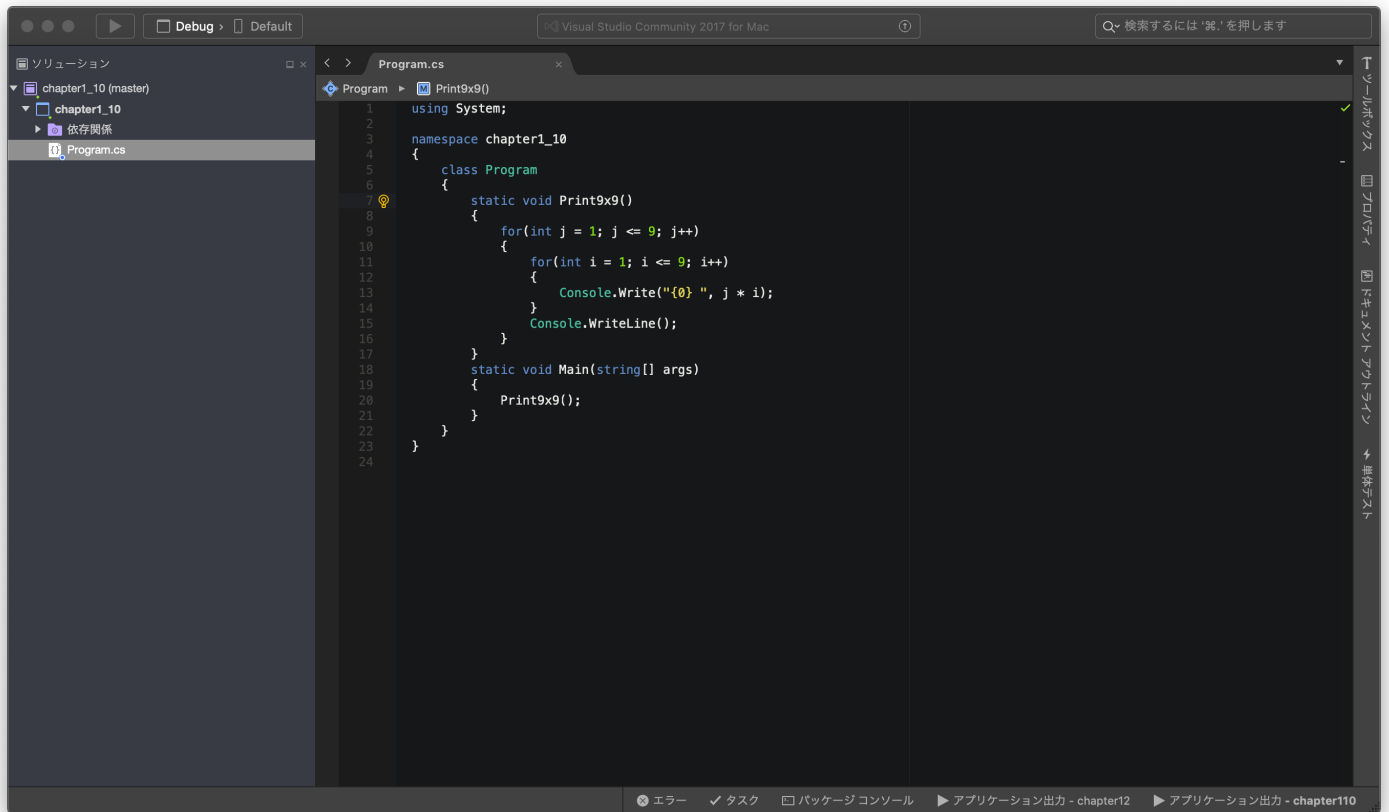 Debug › Default
Visual Studio Community 2017 for Mac
検索するには '⌘.' を押します
ソリューション
chapter1_10 (master)
chapter1_10
依存関係
Program.cs
Program.cs
Program ▸ M Print9x9()
1 using System;
2
3 namespace chapter1_10
4 {
5 class Program
6 {
7 static void Print9x9()
8 {
9 for(int j = 1; j <= 9; j++)
10 {
11 for(int i = 1; i <= 9; i++)
12 {
13 Console.Write("{0} ", j * i);
14 }
15 Console.WriteLine();
16 }
17 }
18 static void Main(string[] args)
19 {
20 Print9x9();
21 }
22 }
23 }
24
ツールボックス
プロパティ
ドキュメント アウトライン
単体テスト
エラー
タスク
パッケージ コンソール
アプリケーション出力 - chapter12
アプリケーション出力 - chapter110